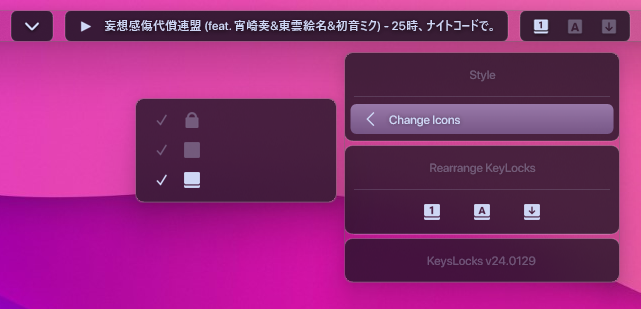 妄想感傷代償連盟 (feat. 宵崎奏&東雲絵名&初音ミク) - 25時、ナイトコードで。
1 A
Style
Change Icons
Rearrange KeyLocks
1 A
KeysLocks v24.0129